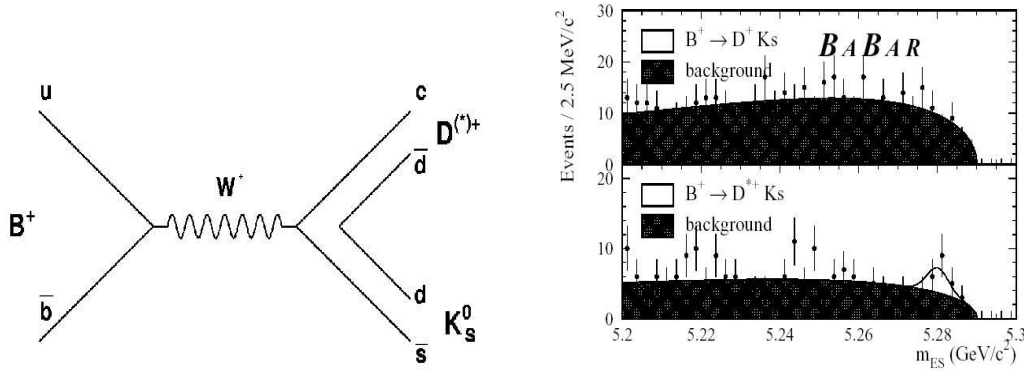 u
c
D(*)+
d̅
W+
B+
b̅
d
K0s
s̅
30
B+ → D+ Ks
BABAR
20
background
10
0
20
B+ → D*+ Ks
background
10
0
5.2
5.22
5.24
5.26
5.28
5.3
mES (GeV/c2)
Events / 2.5 MeV/c2